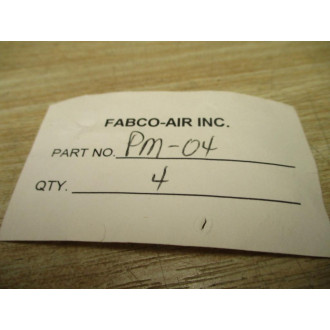 FABCO-AIR INC.
PART NO. PM-04
QTY. 4